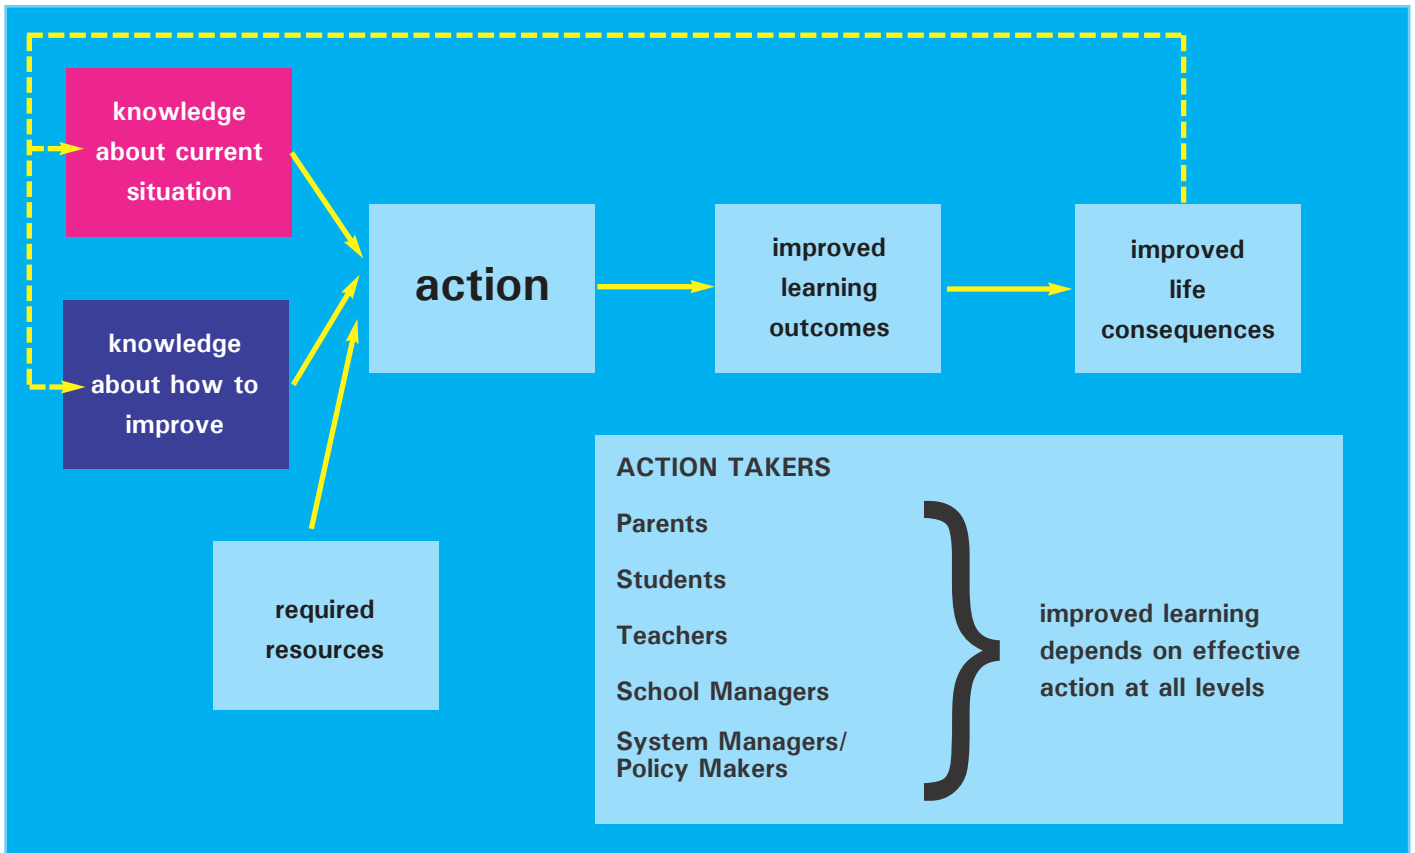 knowledge
about current
situation
knowledge
about how to
improve
required
resources
action
improved
learning
outcomes
improved
life
consequences
ACTION TAKERS
Parents
Students
Teachers
School Managers
System Managers/
Policy Makers
improved learning
depends on effective
action at all levels